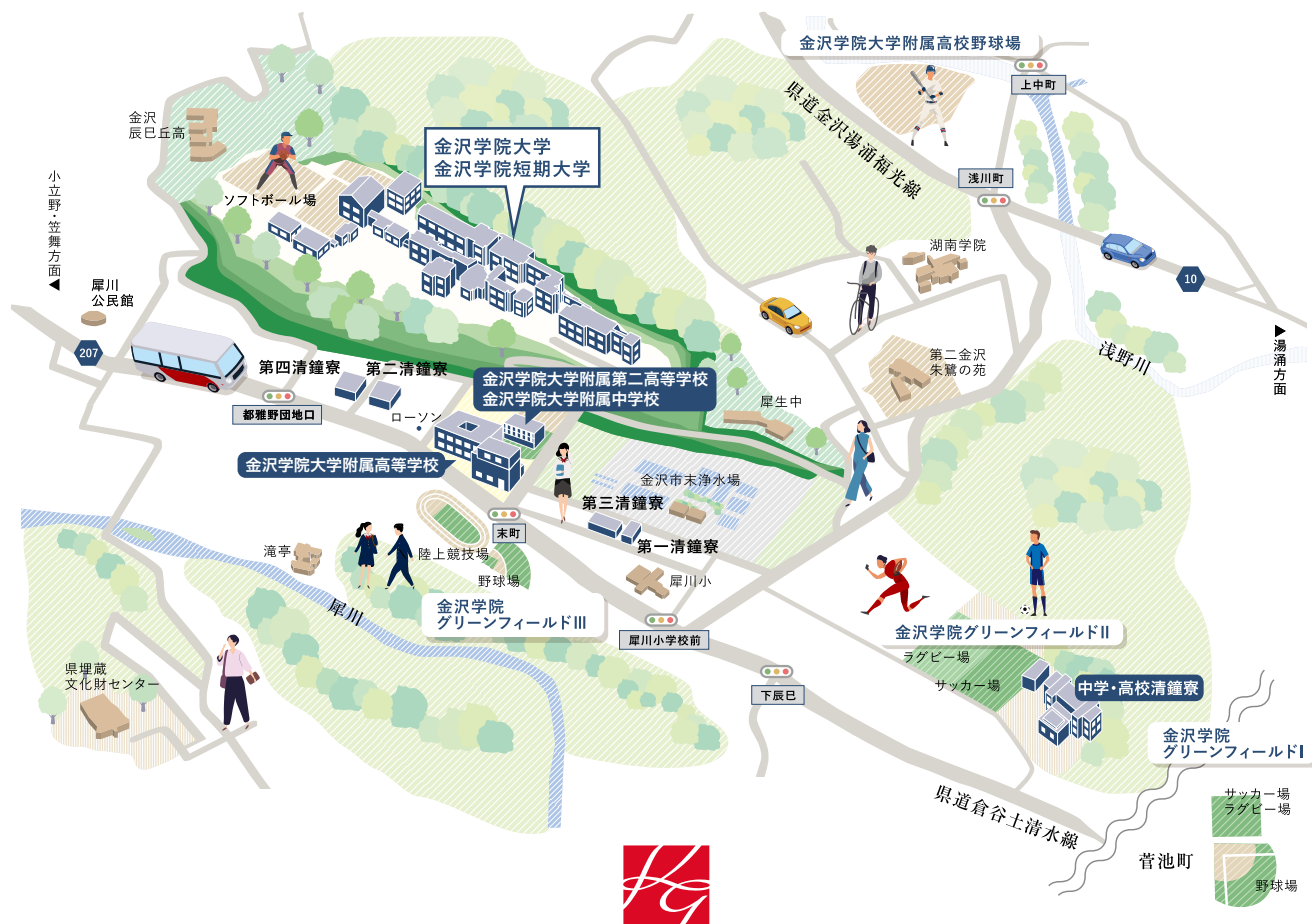 金沢学院大学附属高校野球場
上中町
県道金沢湯涌福光線
金沢
辰巳丘高
金沢学院大学
金沢学院短期大学
浅川町
小立野・笠舞方面◀
ソフトボール場
湖南学院
10
犀川
公民館
浅野川
▶湯涌方面
207
第四清鐘寮
第二清鐘寮
第二金沢
朱鷺の苑
金沢学院大学附属第二高等学校
金沢学院大学附属中学校
都雅野団地口
ローソン
犀生中
金沢学院大学附属高等学校
金沢市末浄水場
第三清鐘寮
末町
第一清鐘寮
滝亭
陸上競技場
野球場
犀川小
犀川
金沢学院
グリーンフィールドIII
犀川小学校前
金沢学院グリーンフィールドII
ラグビー場
サッカー場
県埋蔵
文化財センター
下辰巳
中学・高校清鐘寮
金沢学院
グリーンフィールドI
県道倉谷土清水線
サッカー場
ラグビー場
菅池町
野球場
KG